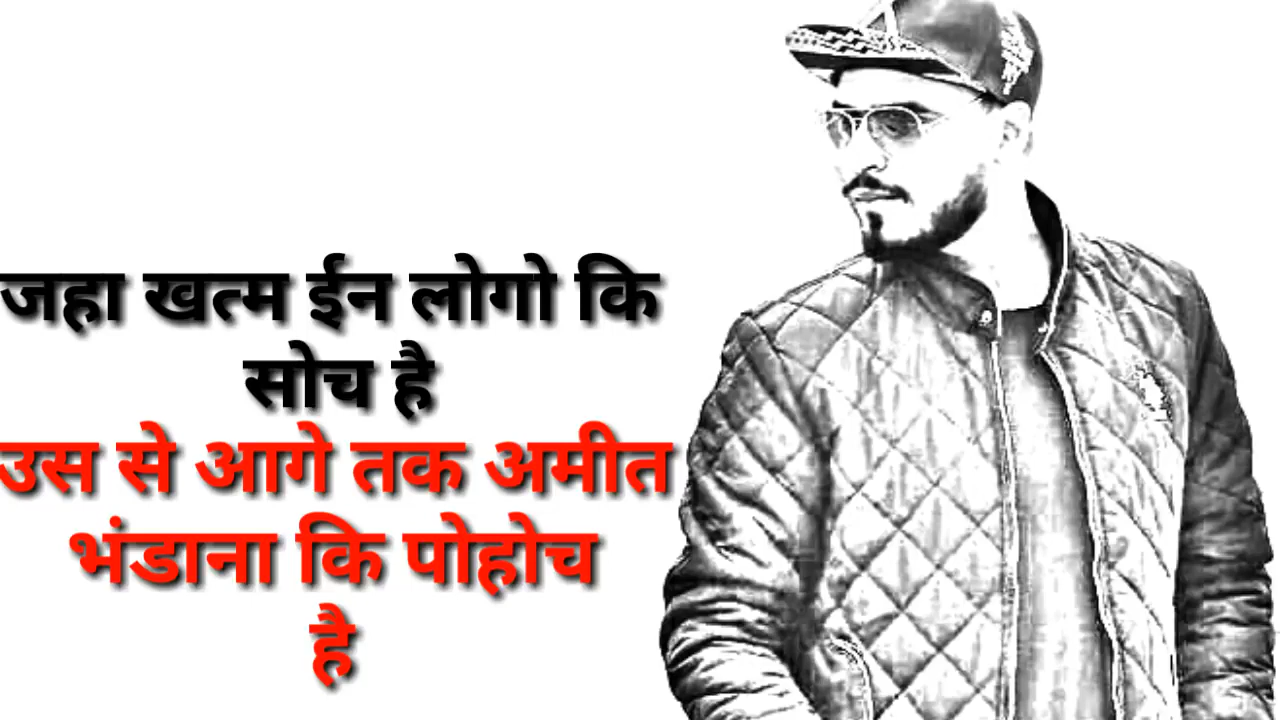 जहा खत्म ईन लोगो कि
सोच है
उस से आगे तक अमीत
भंडाना कि पोहोच
है